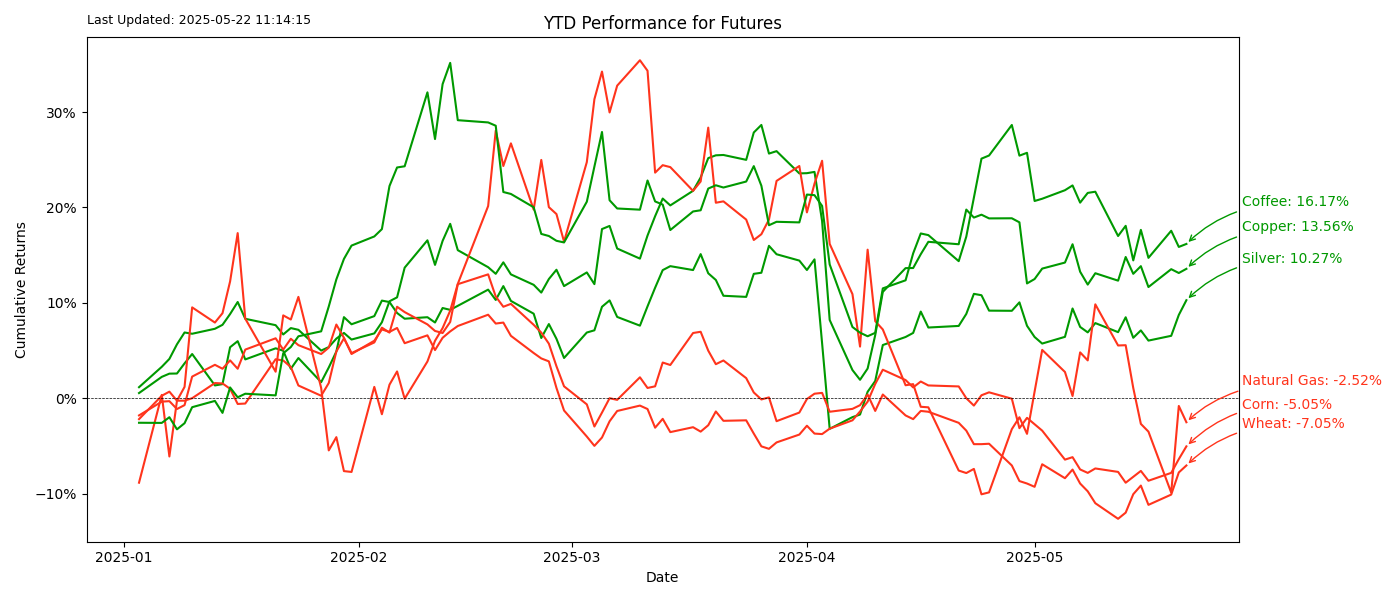 Last Updated: 2025-05-22 11:14:15
YTD Performance for Futures
Cumulative Returns
30%
20%
10%
0%
−10%
2025-01
2025-02
2025-03
2025-04
2025-05
Date
Coffee: 16.17%
Copper: 13.56%
Silver: 10.27%
Natural Gas: -2.52%
Corn: -5.05%
Wheat: -7.05%